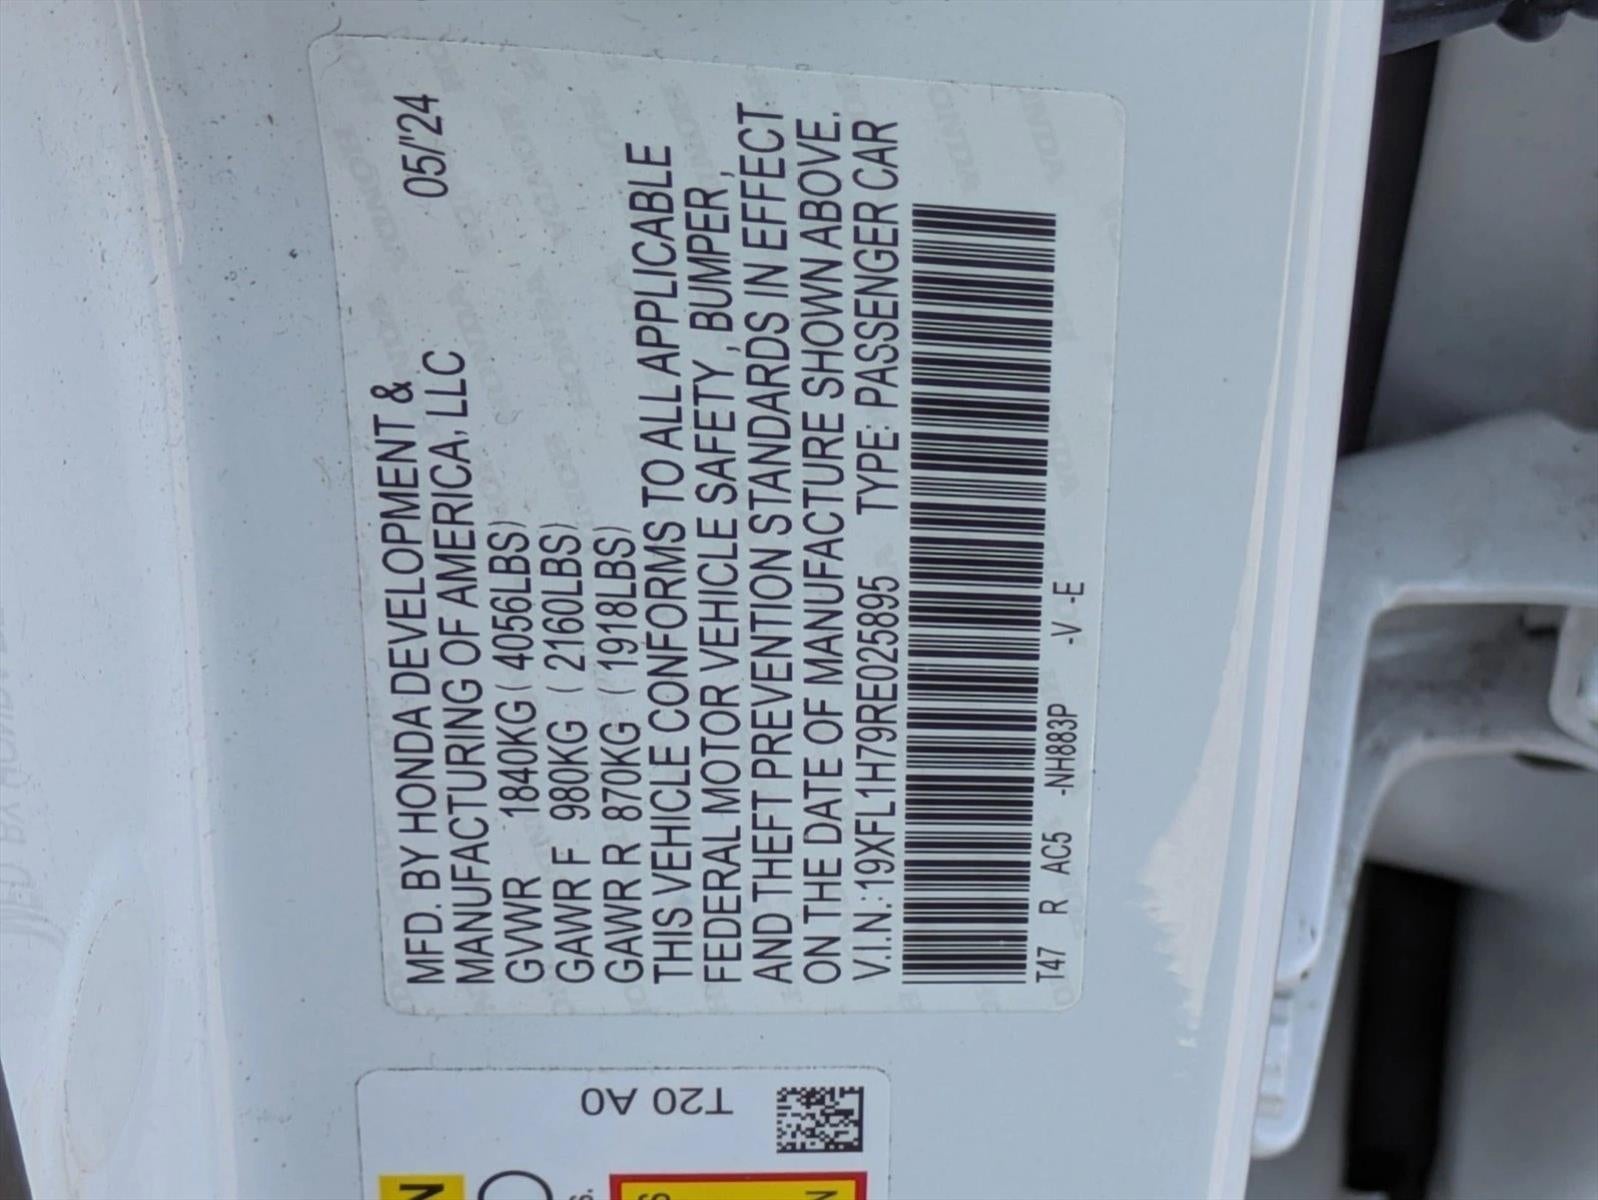 MFD. BY HONDA DEVELOPMENT &
MANUFACTURING OF AMERICA, LLC 05/'24
GVWR 1840KG ( 4056LBS)
GAWR F 980KG ( 2160LBS)
GAWR R 870KG ( 1918LBS)
THIS VEHICLE CONFORMS TO ALL APPLICABLE
FEDERAL MOTOR VEHICLE SAFETY , BUMPER ,
AND THEFT PREVENTION STANDARDS IN EFFECT
ON THE DATE OF MANUFACTURE SHOWN ABOVE.
V.I.N.: 19XFL1H79RE025895 TYPE: PASSENGER CAR
T47 R AC5 -NH883P -V -E
T20 A0